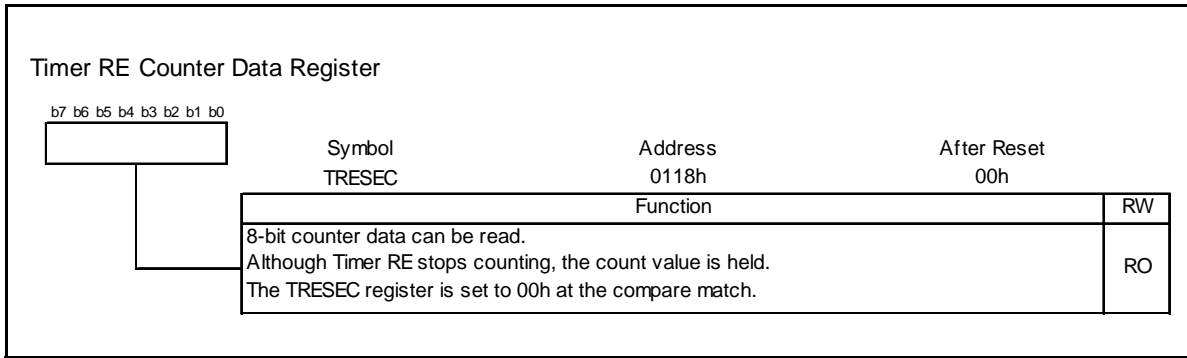 Timer RE Counter Data Register
b7 b6 b5 b4 b3 b2 b1 b0
Symbol Address After Reset
TRESEC 0118h 00h
Function RW
8-bit counter data can be read.
Although Timer RE stops counting, the count value is held.
RO
The TRESEC register is set to 00h at the compare match.